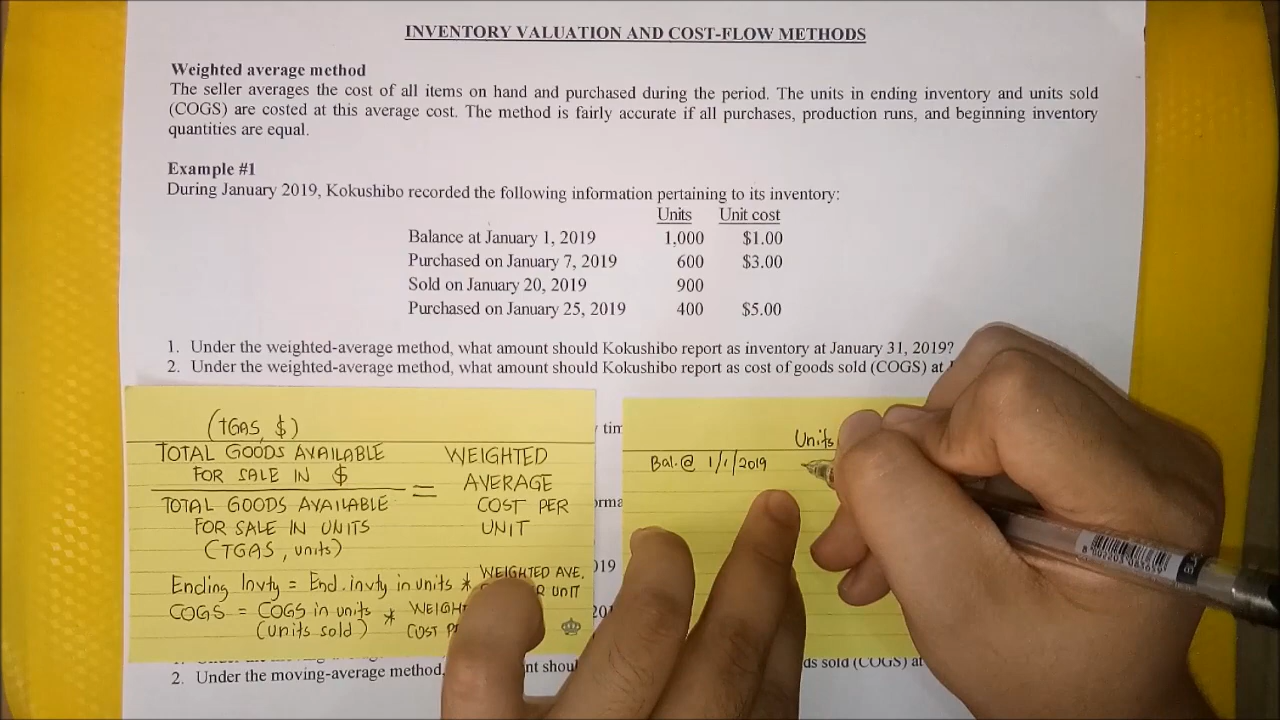 INVENTORY VALUATION AND COST-FLOW METHODS
Weighted average method
The seller averages the cost of all items on hand and purchased during the period. The units in ending inventory and units sold
(COGS) are costed at this average cost. The method is fairly accurate if all purchases, production runs, and beginning inventory
quantities are equal.
Example #1
During January 2019, Kokushibo recorded the following information pertaining to its inventory:
Units Unit cost
Balance at January 1, 2019 1,000 $1.00
Purchased on January 7, 2019 600 $3.00
Sold on January 20, 2019 900
Purchased on January 25, 2019 400 $5.00
1. Under the weighted-average method, what amount should Kokushibo report as inventory at January 31, 2019?
2. Under the weighted-average method, what amount should Kokushibo report as cost of goods sold (COGS) at
(TGAS, $)
TOTAL GOODS AVAILABLE
FOR SALE IN $
TOTAL GOODS AVAILABLE
FOR SALE IN UNITS
(TGAS, units)
= WEIGHTED
AVERAGE
COST PER
UNIT
Ending Invty = End. invty in units * WEIGHTED AVE.
UNIT
COGS = COGS in units *
(units sold)
Units
Bal. @ 1/1/2019
2. Under the moving-average method,